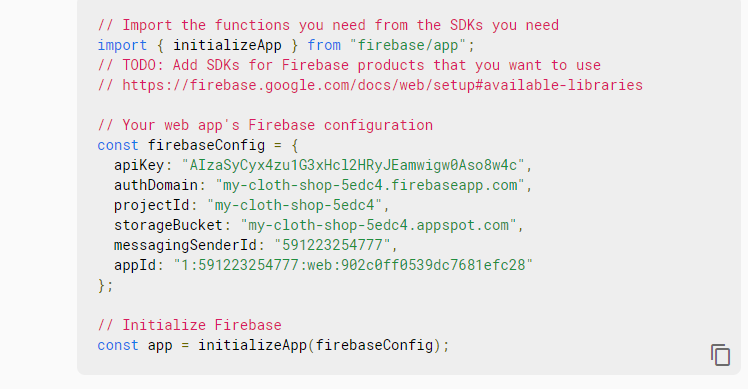 // Import the functions you need from the SDKs you need
import { initializeApp } from "firebase/app";
// TODO: Add SDKs for Firebase products that you want to use
// https://firebase.google.com/docs/web/setup#available-libraries
// Your web app's Firebase configuration
const firebaseConfig = {
apiKey: "AIzaSyCyx4zu1G3xHcl2HRyJEamwigw0Aso8w4c",
authDomain: "my-cloth-shop-5edc4.firebaseapp.com",
projectId: "my-cloth-shop-5edc4",
storageBucket: "my-cloth-shop-5edc4.appspot.com",
messagingSenderId: "591223254777",
appId: "1:591223254777:web:902c0ff0539dc7681efc28"
};
// Initialize Firebase
const app = initializeApp(firebaseConfig);